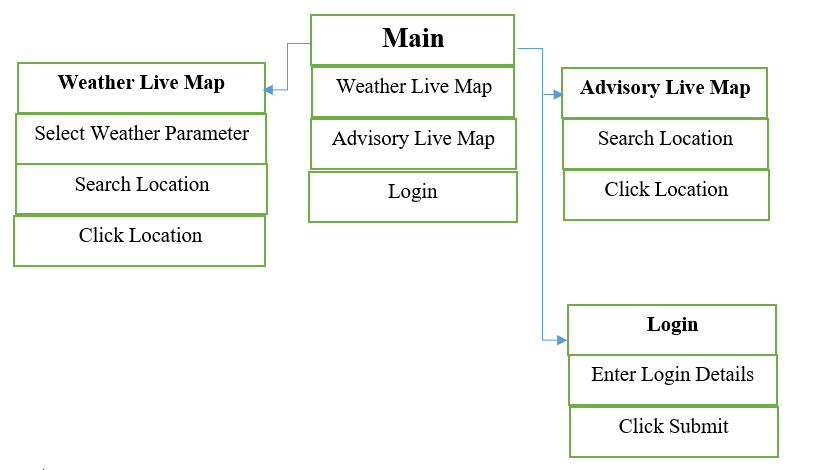 Main
Weather Live Map
Advisory Live Map
Login
Weather Live Map
Select Weather Parameter
Search Location
Click Location
Advisory Live Map
Search Location
Click Location
Login
Enter Login Details
Click Submit